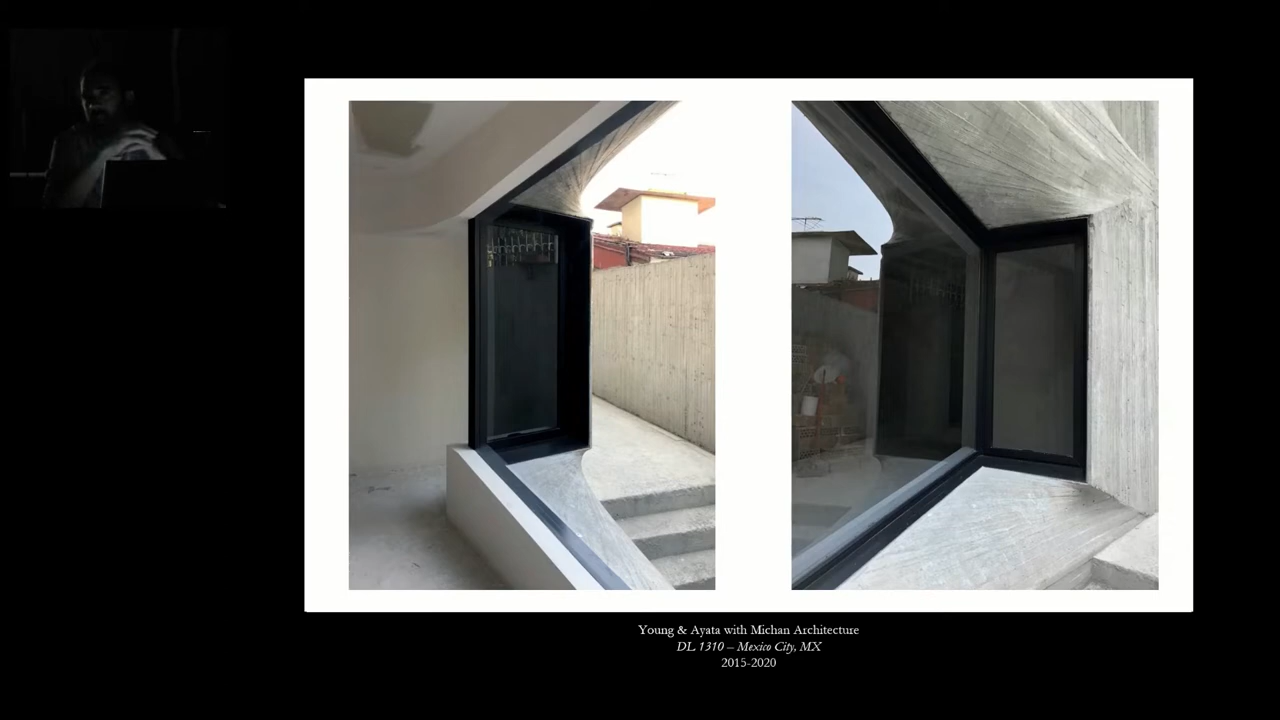 Young & Ayata with Michan Architecture
DL 1310 – Mexico City, MX
2015-2020